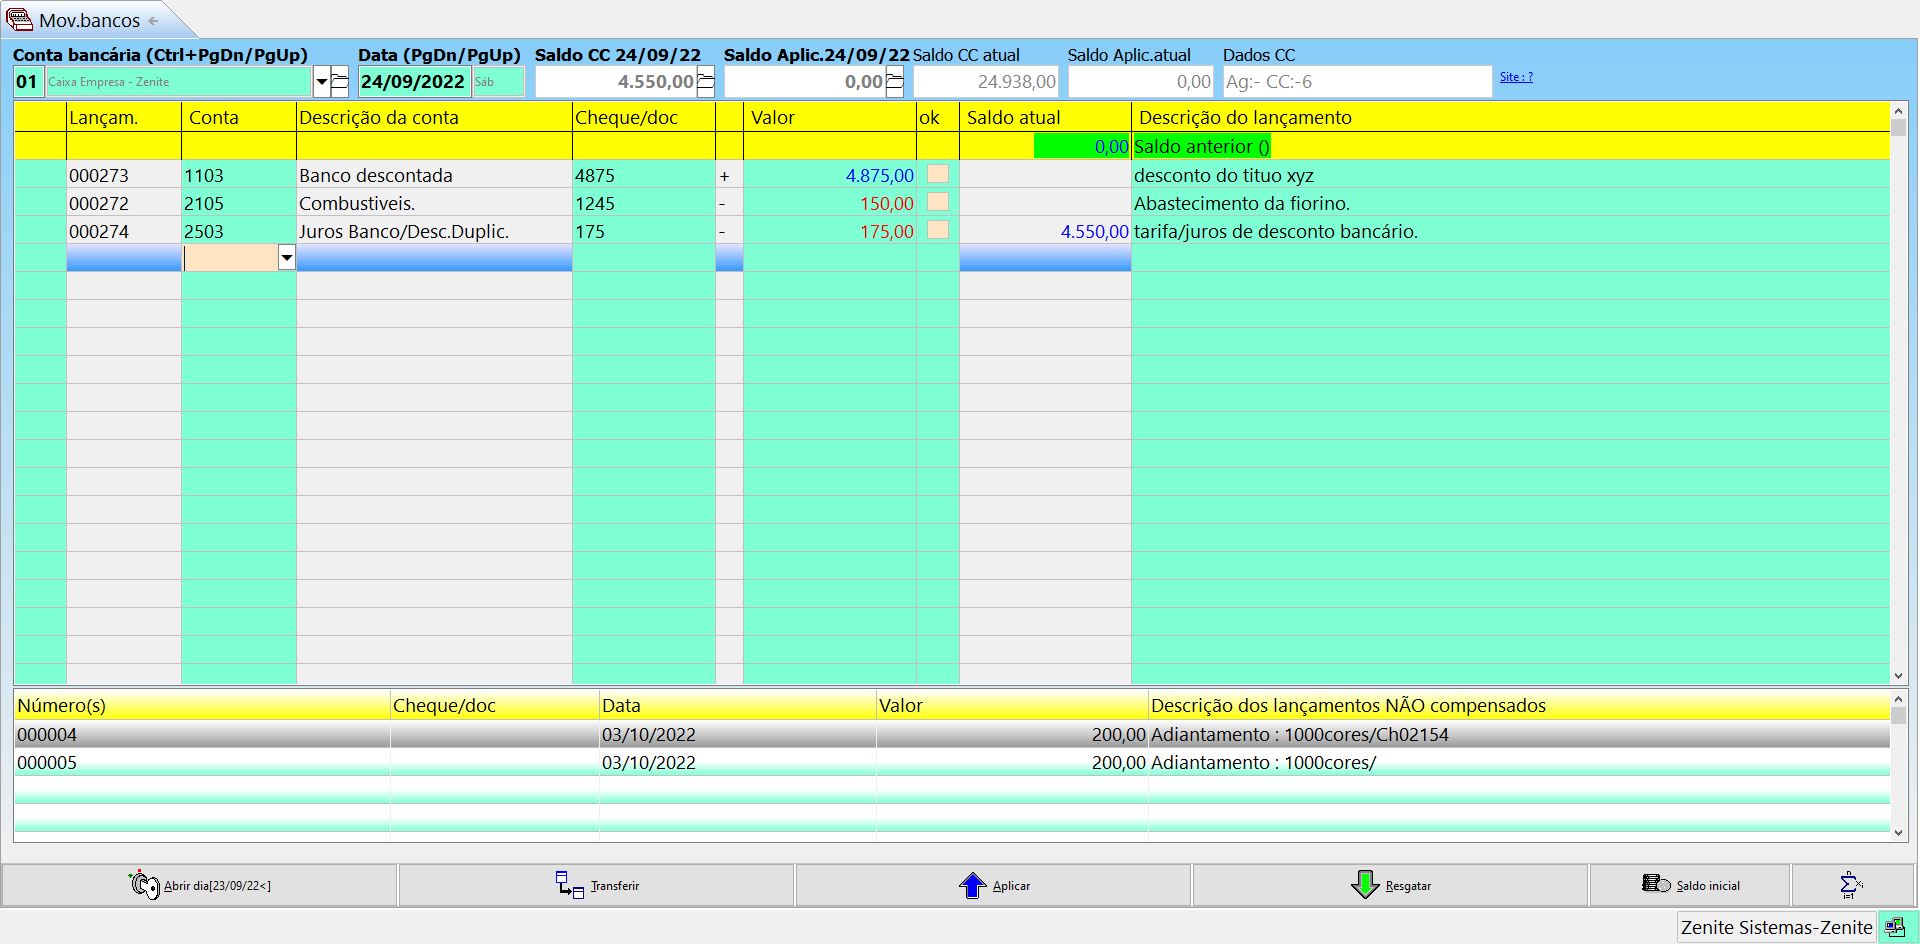 Mov.bancos
Conta bancária (Ctrl+PgDn/PgUp) Data (PgDn/PgUp) Saldo CC 24/09/22 Saldo Aplic.24/09/22 Saldo CC atual Saldo Aplic.atual Dados CC
01 Caixa Empresa - Zenite 24/09/2022 Sáb 4.550,00 0,00 24.938,00 0,00 Ag:- CC:-6 Site : ?
Lançam. Conta Descrição da conta Cheque/doc Valor ok Saldo atual Descrição do lançamento
0,00 Saldo anterior ()
000273 1103 Banco descontada 4875 + 4.875,00 desconto do tituo xyz
000272 2105 Combustiveis. 1245 - 150,00 Abastecimento da fiorino.
000274 2503 Juros Banco/Desc.Duplic. 175 - 175,00 4.550,00 tarifa/juros de desconto bancário.
Número(s) Cheque/doc Data Valor Descrição dos lançamentos NÃO compensados
000004 03/10/2022 200,00 Adiantamento : 1000cores/Ch02154
000005 03/10/2022 200,00 Adiantamento : 1000cores/
Abrir dia[23/09/22<] Transferir Aplicar Resgatar Saldo inicial
Zenite Sistemas-Zenite